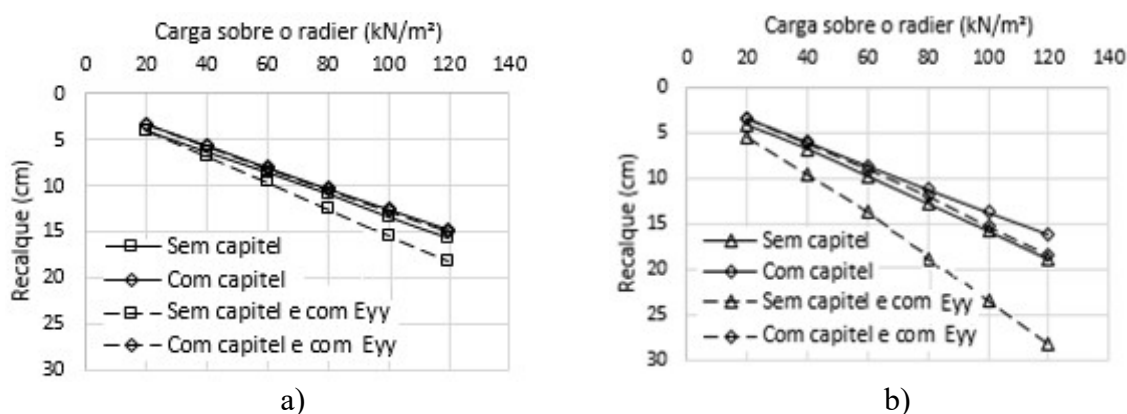 Carga sobre o radier (kN/m²)
0 20 40 60 80 100 120 140
0
5
10
15
20
25
30
Recalque (cm)
Sem capitel
Com capitel
Sem capitel e com Eyy
Com capitel e com Eyy
a)
Carga sobre o radier (kN/m²)
0 20 40 60 80 100 120 140
0
5
10
15
20
25
30
Recalque (cm)
Sem capitel
Com capitel
Sem capitel e com Eyy
Com capitel e com Eyy
b)